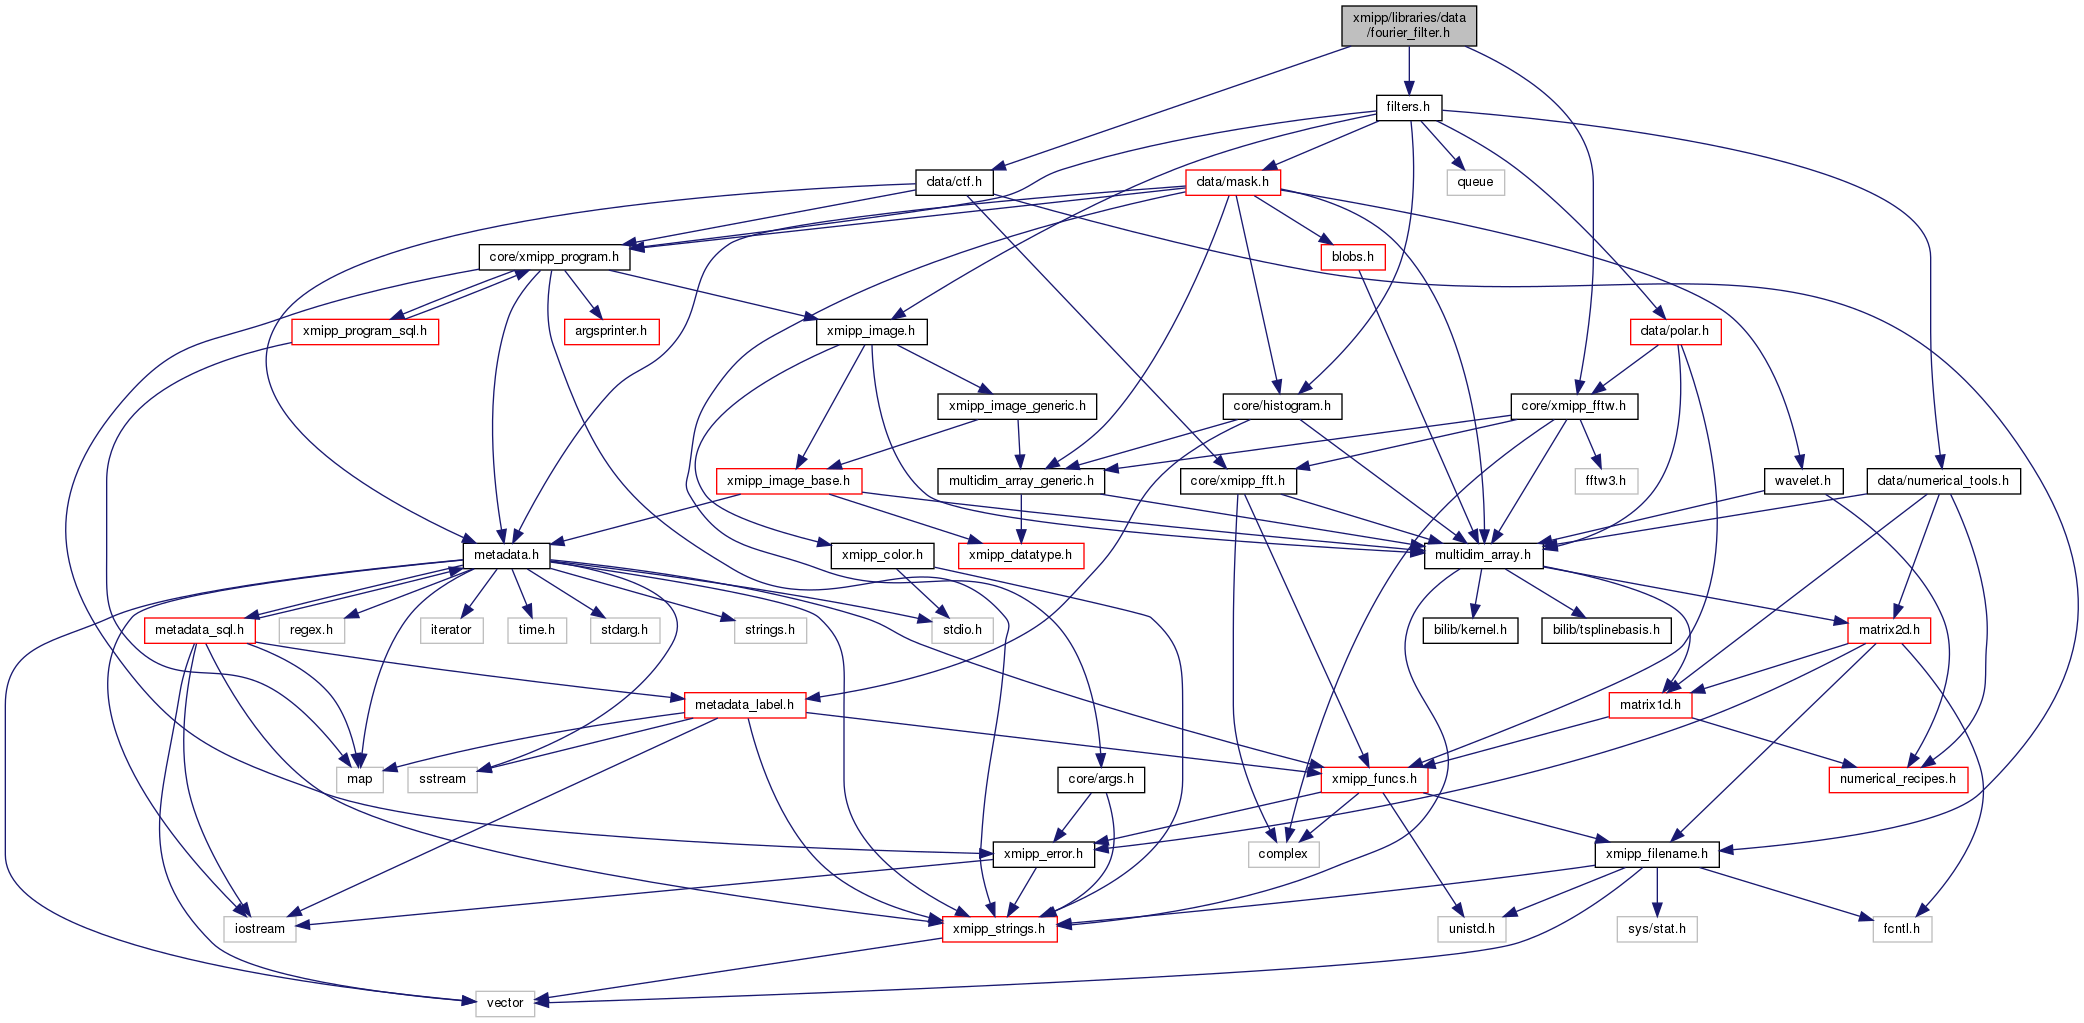 xmipp/libraries/data
/fourier_filter.h
filters.h
data/ctf.h
data/mask.h
queue
core/xmipp_program.h
blobs.h
xmipp_program_sql.h
argsprinter.h
xmipp_image.h
data/polar.h
xmipp_image_generic.h
core/histogram.h
core/xmipp_fftw.h
xmipp_image_base.h
multidim_array_generic.h
core/xmipp_fft.h
fftw3.h
wavelet.h
data/numerical_tools.h
metadata.h
xmipp_color.h
xmipp_datatype.h
multidim_array.h
metadata_sql.h
regex.h
iterator
time.h
stdarg.h
strings.h
stdio.h
bilib/kernel.h
bilib/tsplinebasis.h
matrix2d.h
metadata_label.h
matrix1d.h
map
sstream
core/args.h
xmipp_funcs.h
numerical_recipes.h
xmipp_error.h
complex
xmipp_filename.h
iostream
xmipp_strings.h
unistd.h
sys/stat.h
fcntl.h
vector